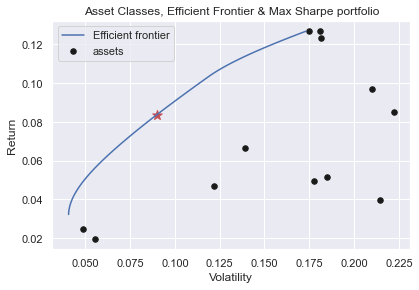 Asset Classes, Efficient Frontier & Max Sharpe portfolio
Efficient frontier
assets
0.12
0.10
0.08
0.06
0.04
0.02
Return
0.050 0.075 0.100 0.125 0.150 0.175 0.200 0.225
Volatility